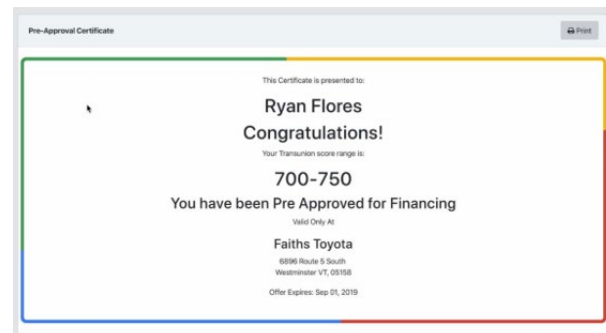 Pre-Approval Certificate
Print
This Certificate is presented to:
Ryan Flores
Congratulations!
Your Transunion score range is:
700-750
You have been Pre Approved for Financing
Valid Only At
Faiths Toyota
6896 Route 5 South
Westminster VT, 05158
Offer Expires: Sep 01, 2019